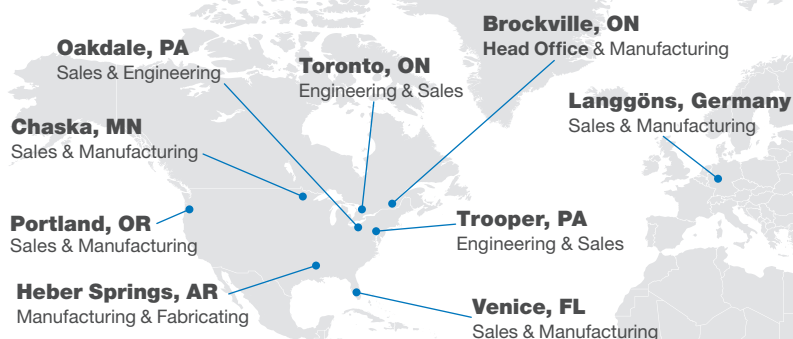 Brockville, ON
Head Office & Manufacturing
Oakdale, PA
Sales & Engineering
Toronto, ON
Engineering & Sales
Langgöns, Germany
Sales & Manufacturing
Chaska, MN
Sales & Manufacturing
Portland, OR
Sales & Manufacturing
Trooper, PA
Engineering & Sales
Heber Springs, AR
Manufacturing & Fabricating
Venice, FL
Sales & Manufacturing